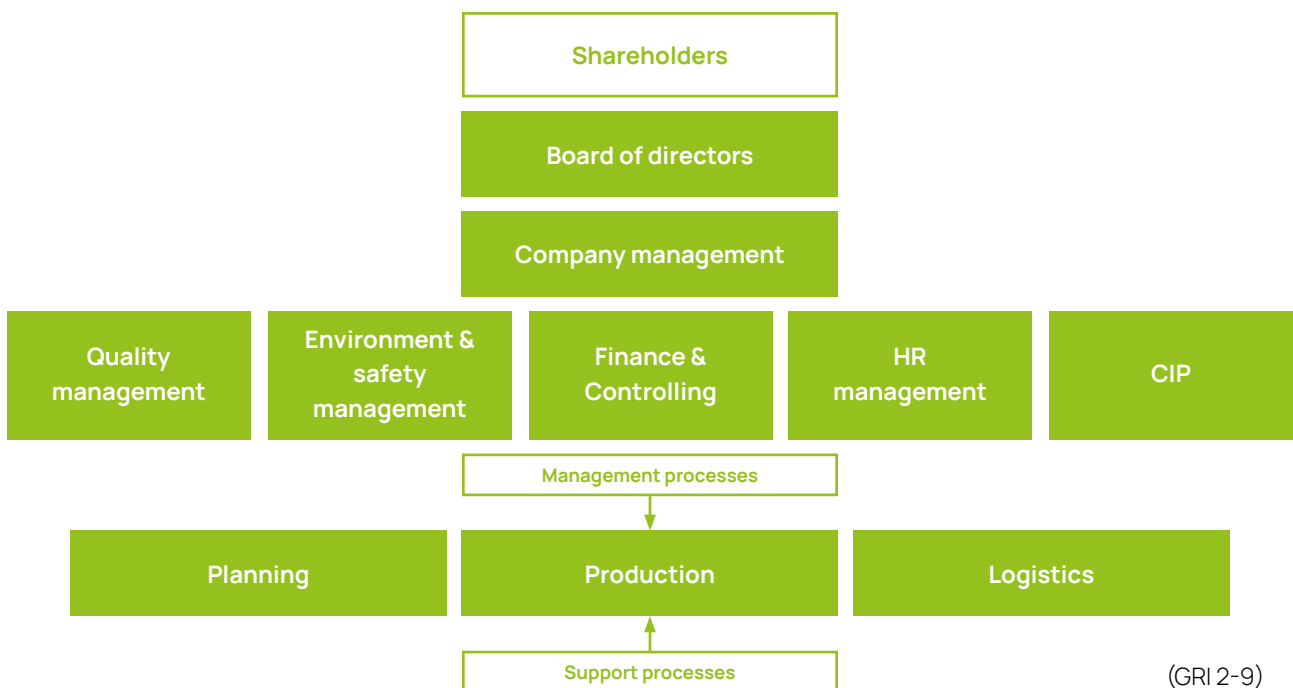 Shareholders
Board of directors
Company management
Quality
management
Environment &
safety
management
Finance &
Controlling
HR
management
CIP
Management processes
Planning
Production
Logistics
Support processes
(GRI 2-9)